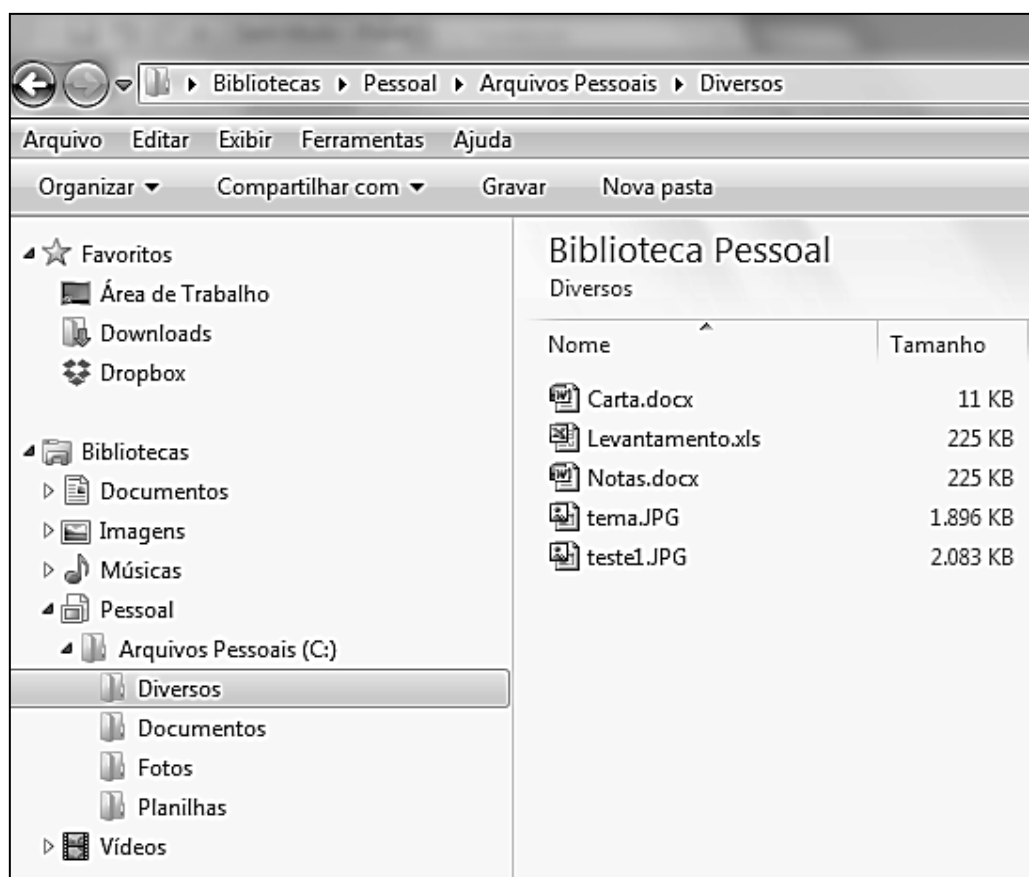 Bibliotecas Pessoal Arquivos Pessoais Diversos
Arquivo Editar Exibir Ferramentas Ajuda
Organizar Compartilhar com Gravar Nova pasta
Favoritos
Área de Trabalho
Downloads
Dropbox
Bibliotecas
Documentos
Imagens
Músicas
Pessoal
Arquivos Pessoais (C:)
Diversos
Documentos
Fotos
Planilhas
Vídeos
Biblioteca Pessoal
Diversos
Nome Tamanho
Carta.docx 11 KB
Levantamento.xls 225 KB
Notas.docx 225 KB
tema.JPG 1.896 KB
teste1.JPG 2.083 KB